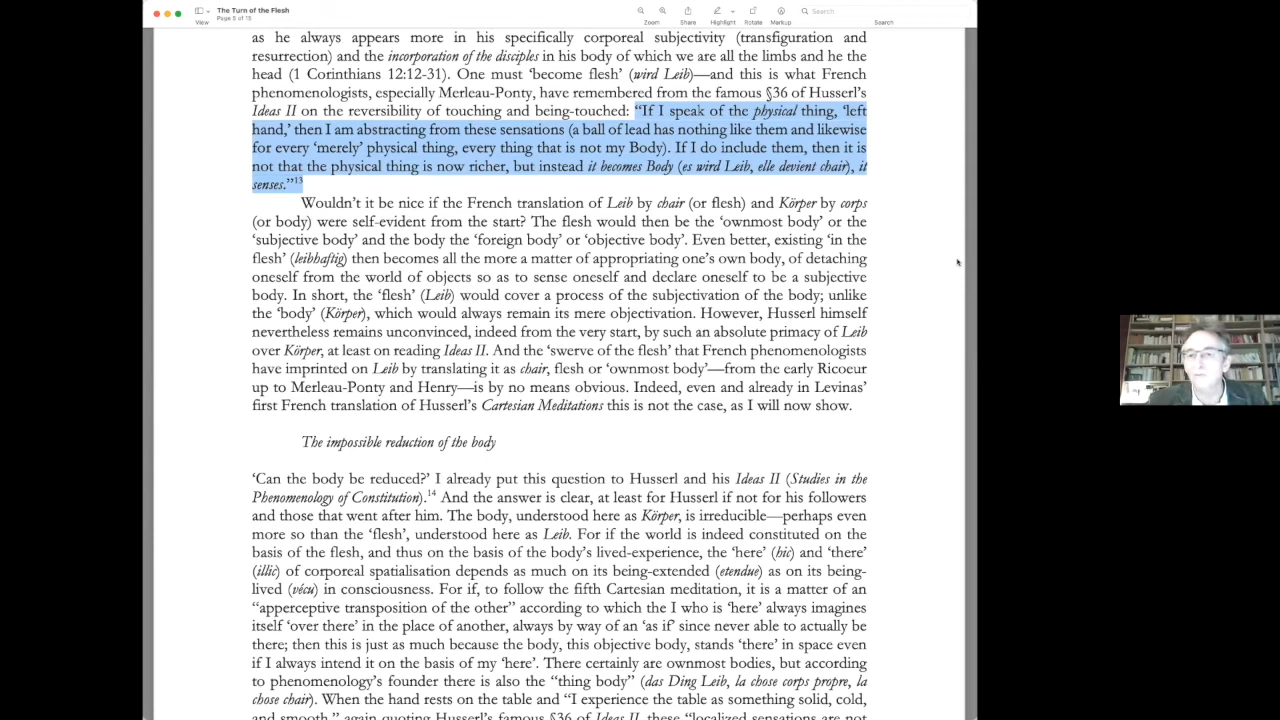 The Turn of the Flesh
Page 5 of 15
View
Zoom
Share
Highlight
Rotate
Markup
Search
Search
as he always appears more in his specifically corporeal subjectivity (transfiguration and
resurrection) and the incorporation of the disciples in his body of which we are all the limbs and he the
head (1 Corinthians 12:12-31). One must ‘become flesh’ (wird Leib)—and this is what French
phenomenologists, especially Merleau-Ponty, have remembered from the famous §36 of Husserl’s
Ideas II on the reversibility of touching and being-touched: “If I speak of the physical thing, ‘left
hand,’ then I am abstracting from these sensations (a ball of lead has nothing like them and likewise
for every ‘merely’ physical thing, every thing that is not my Body). If I do include them, then it is
not that the physical thing is now richer, but instead it becomes Body (es wird Leib, elle devient chair), it
senses.”13
Wouldn’t it be nice if the French translation of Leib by chair (or flesh) and Körper by corps
(or body) were self-evident from the start? The flesh would then be the ‘ownmost body’ or the
‘subjective body’ and the body the ‘foreign body’ or ‘objective body’. Even better, existing ‘in the
flesh’ (leibhaftig) then becomes all the more a matter of appropriating one’s own body, of detaching
oneself from the world of objects so as to sense oneself and declare oneself to be a subjective
body. In short, the ‘flesh’ (Leib) would cover a process of the subjectivation of the body; unlike
the ‘body’ (Körper), which would always remain its mere objectivation. However, Husserl himself
nevertheless remains unconvinced, indeed from the very start, by such an absolute primacy of Leib
over Körper, at least on reading Ideas II. And the ‘swerve of the flesh’ that French phenomenologists
have imprinted on Leib by translating it as chair, flesh or ‘ownmost body’—from the early Ricoeur
up to Merleau-Ponty and Henry—is by no means obvious. Indeed, even and already in Levinas’
first French translation of Husserl’s Cartesian Meditations this is not the case, as I will now show.
The impossible reduction of the body
‘Can the body be reduced?’ I already put this question to Husserl and his Ideas II (Studies in the
Phenomenology of Constitution).14 And the answer is clear, at least for Husserl if not for his followers
and those that went after him. The body, understood here as Körper, is irreducible—perhaps even
more so than the ‘flesh’, understood here as Leib. For if the world is indeed constituted on the
basis of the flesh, and thus on the basis of the body’s lived-experience, the ‘here’ (hic) and ‘there’
(illic) of corporeal spatialisation depends as much on its being-extended (etendue) as on its being-
lived (vécu) in consciousness. For if, to follow the fifth Cartesian meditation, it is a matter of an
“apperceptive transposition of the other” according to which the I who is ‘here’ always imagines
itself ‘over there’ in the place of another, always by way of an ‘as if’ since never able to actually be
there; then this is just as much because the body, this objective body, stands ‘there’ in space even
if I always intend it on the basis of my ‘here’. There certainly are ownmost bodies, but according
to phenomenology’s founder there is also the “thing body” (das Ding Leib, la chose corps propre, la
chose chair). When the hand rests on the table and “I experience the table as something solid, cold,
and smooth,” again quoting Husserl’s famous §36 of Ideas II, these “localized sensations are not